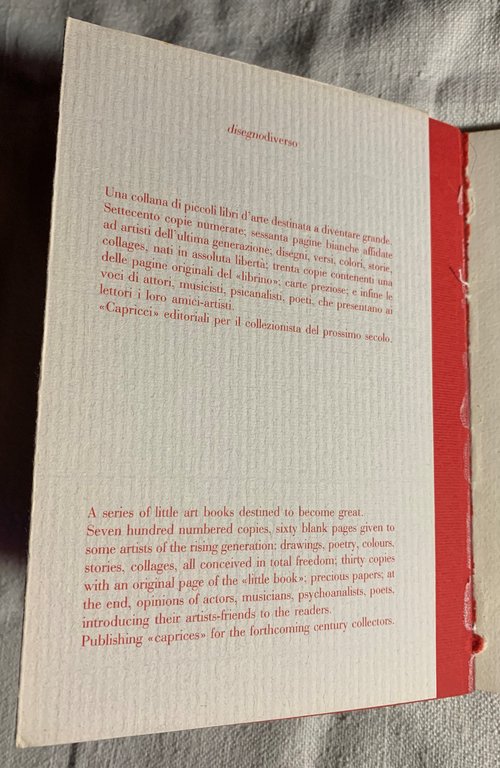 disegnodiverso
Una collana di piccoli libri d'arte destinata a diventare grande.
Settecento copie numerate; sessanta pagine bianche affidate
ad artisti dell'ultima generazione; disegni, versi, colori, storie,
collages, nati in assoluta libertà; trenta copie contenenti una
delle pagine originali del «librino»; carte preziose; e infine le
voci di attori, musicisti, psicanalisti, poeti, che presentano ai
lettori i loro amici-artisti.
«Capricci» editoriali per il collezionista del prossimo secolo.
A series of little art books destined to become great.
Seven hundred numbered copies, sixty blank pages given to
some artists of the rising generation: drawings, poetry, colours,
stories, collages, all conceived in total freedom; thirty copies
with an original page of the «little book»; precious papers; at
the end, opinions of actors, musicians, psychoanalists, poets,
introducing their artists-friends to the readers.
Publishing «caprices» for the forthcoming century collectors.